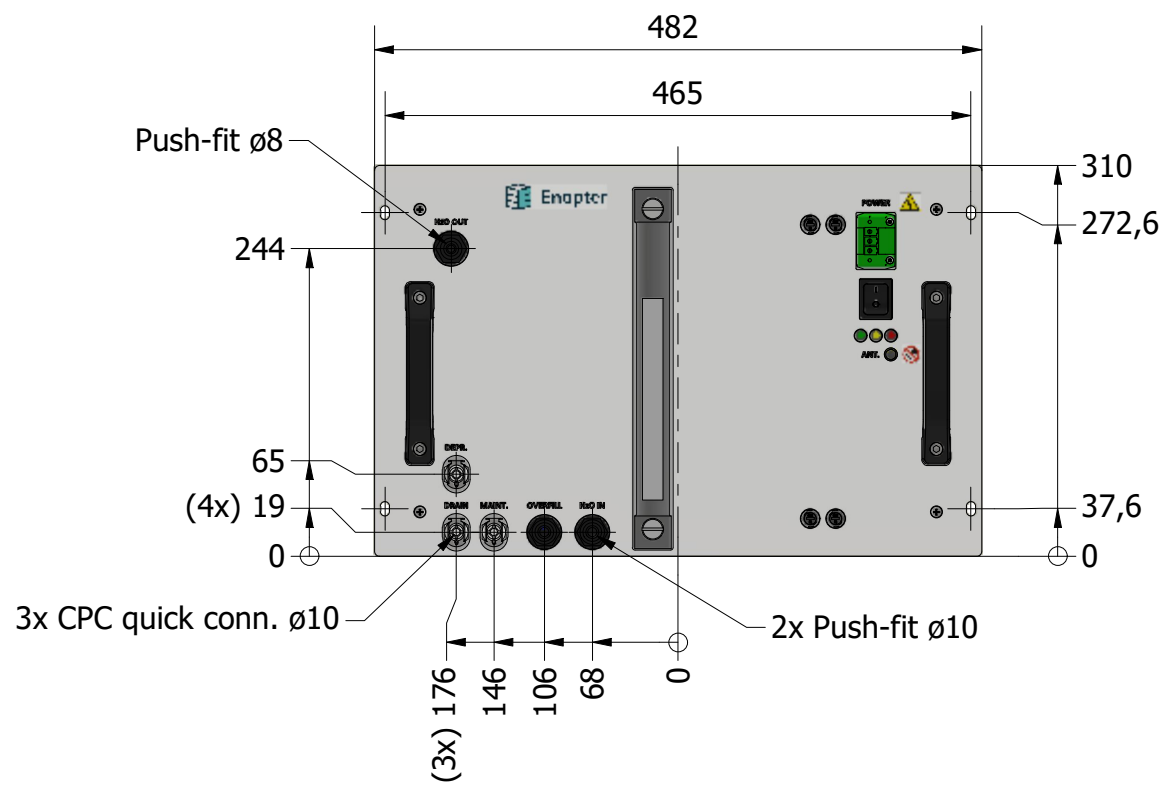 482
465
Push-fit ø8
310
Enapter
POWER
H2O OUT
272,6
244
ANT.
DEPR.
65
(4x) 19
DRAIN
MAINT.
OVERFILL
H2O IN
37,6
0
0
3x CPC quick conn. ø10
2x Push-fit ø10
(3x) 176
146
106
68
0